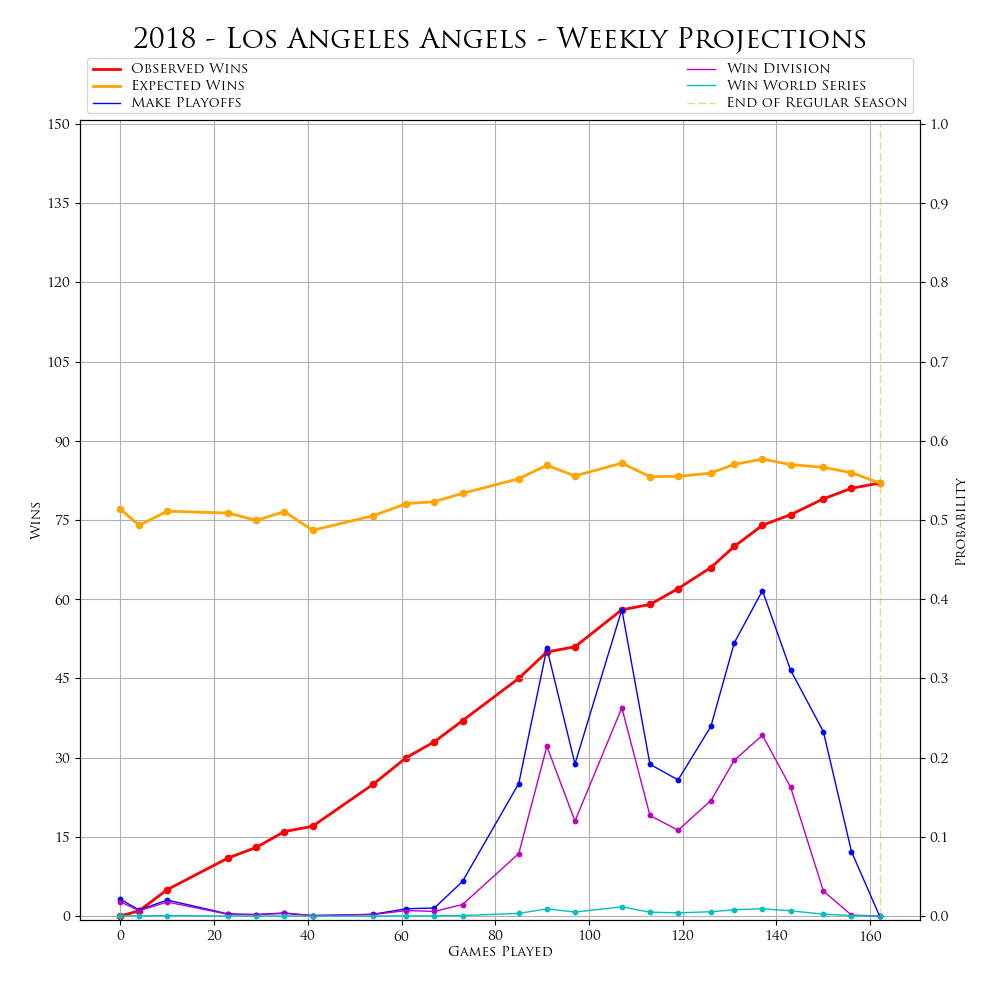 2018 - Los Angeles Angels - Weekly Projections
Observed Wins
Expected Wins
Make Playoffs
Win Division
Win World Series
End of Regular Season
150
135
120
105
90
75
60
45
30
15
0
Wins
1.0
0.9
0.8
0.7
0.6
0.5
0.4
0.3
0.2
0.1
0.0
Probability
0 20 40 60 80 100 120 140 160
Games Played